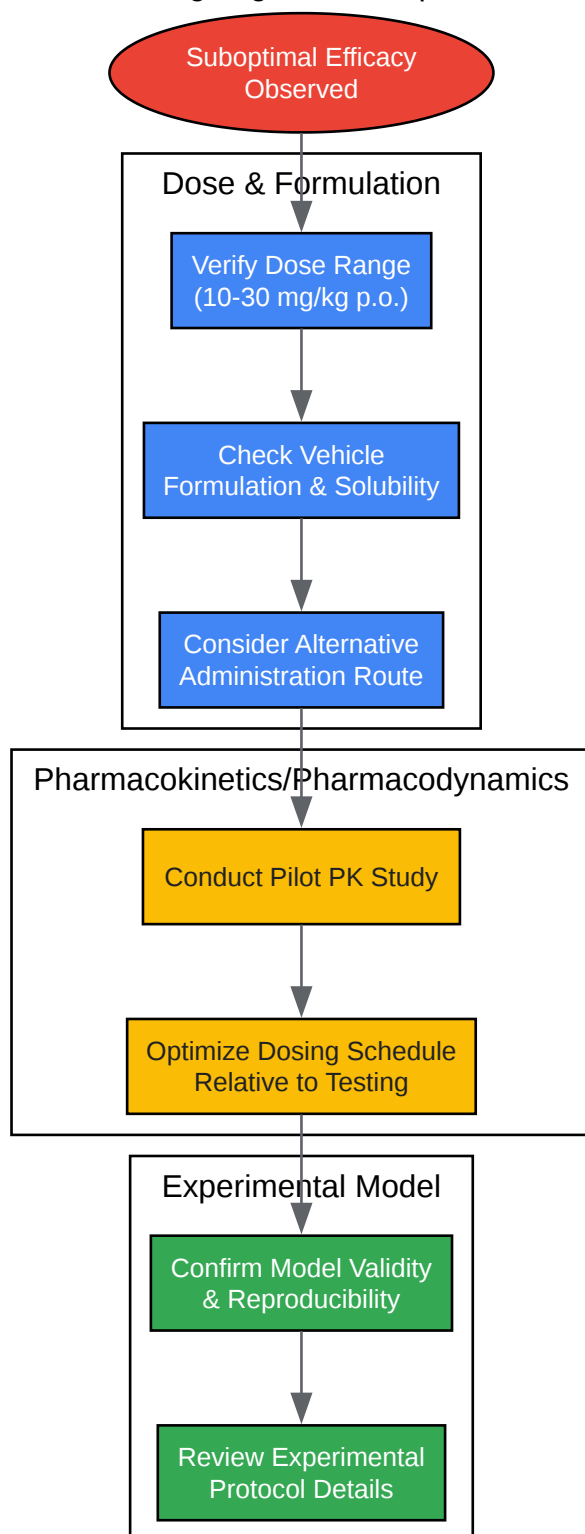 Suboptimal Efficacy
Observed
Dose & Formulation
Verify Dose Range
(10-30 mg/kg p.o.)
Check Vehicle
Formulation & Solubility
Consider Alternative
Administration Route
Pharmacokinetics/Pharmacodynamics
Conduct Pilot PK Study
Optimize Dosing Schedule
Relative to Testing
Experimental Model
Confirm Model Validity
& Reproducibility
Review Experimental
Protocol Details